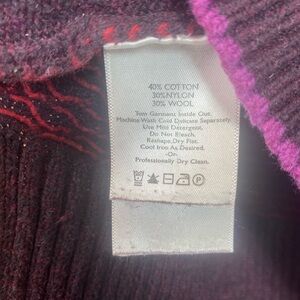 40% COTTON
30% NYLON
30% WOOL
Turn Garment Inside Out.
Machine Wash Cold Delicate Separately
Use Mild Detergent.
Do Not Bleach.
Reshape, Dry Flat.
Cool Iron As Desired.
-Or-
Professionally Dry Clean.